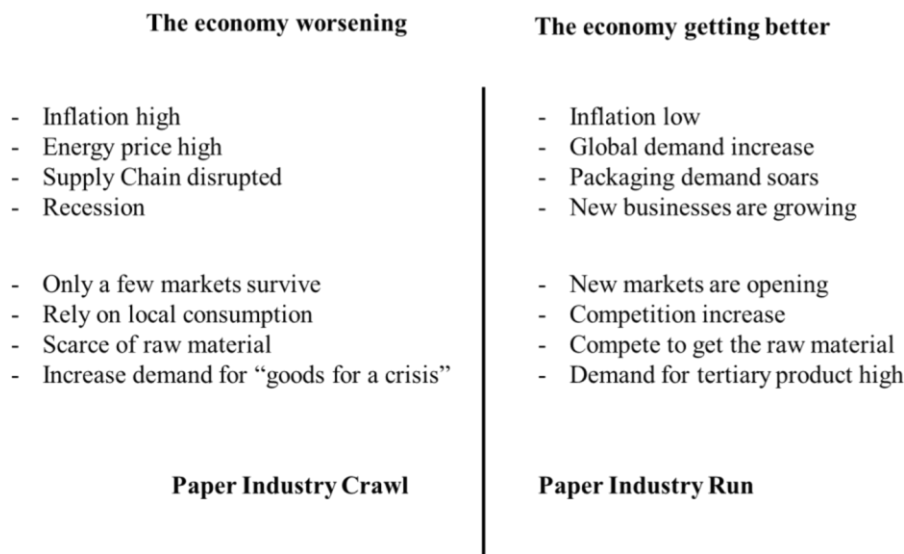 The economy worsening
- Inflation high
- Energy price high
- Supply Chain disrupted
- Recession
- Only a few markets survive
- Rely on local consumption
- Scarce of raw material
- Increase demand for “goods for a crisis”
Paper Industry Crawl
The economy getting better
- Inflation low
- Global demand increase
- Packaging demand soars
- New businesses are growing
- New markets are opening
- Competition increase
- Compete to get the raw material
- Demand for tertiary product high
Paper Industry Run